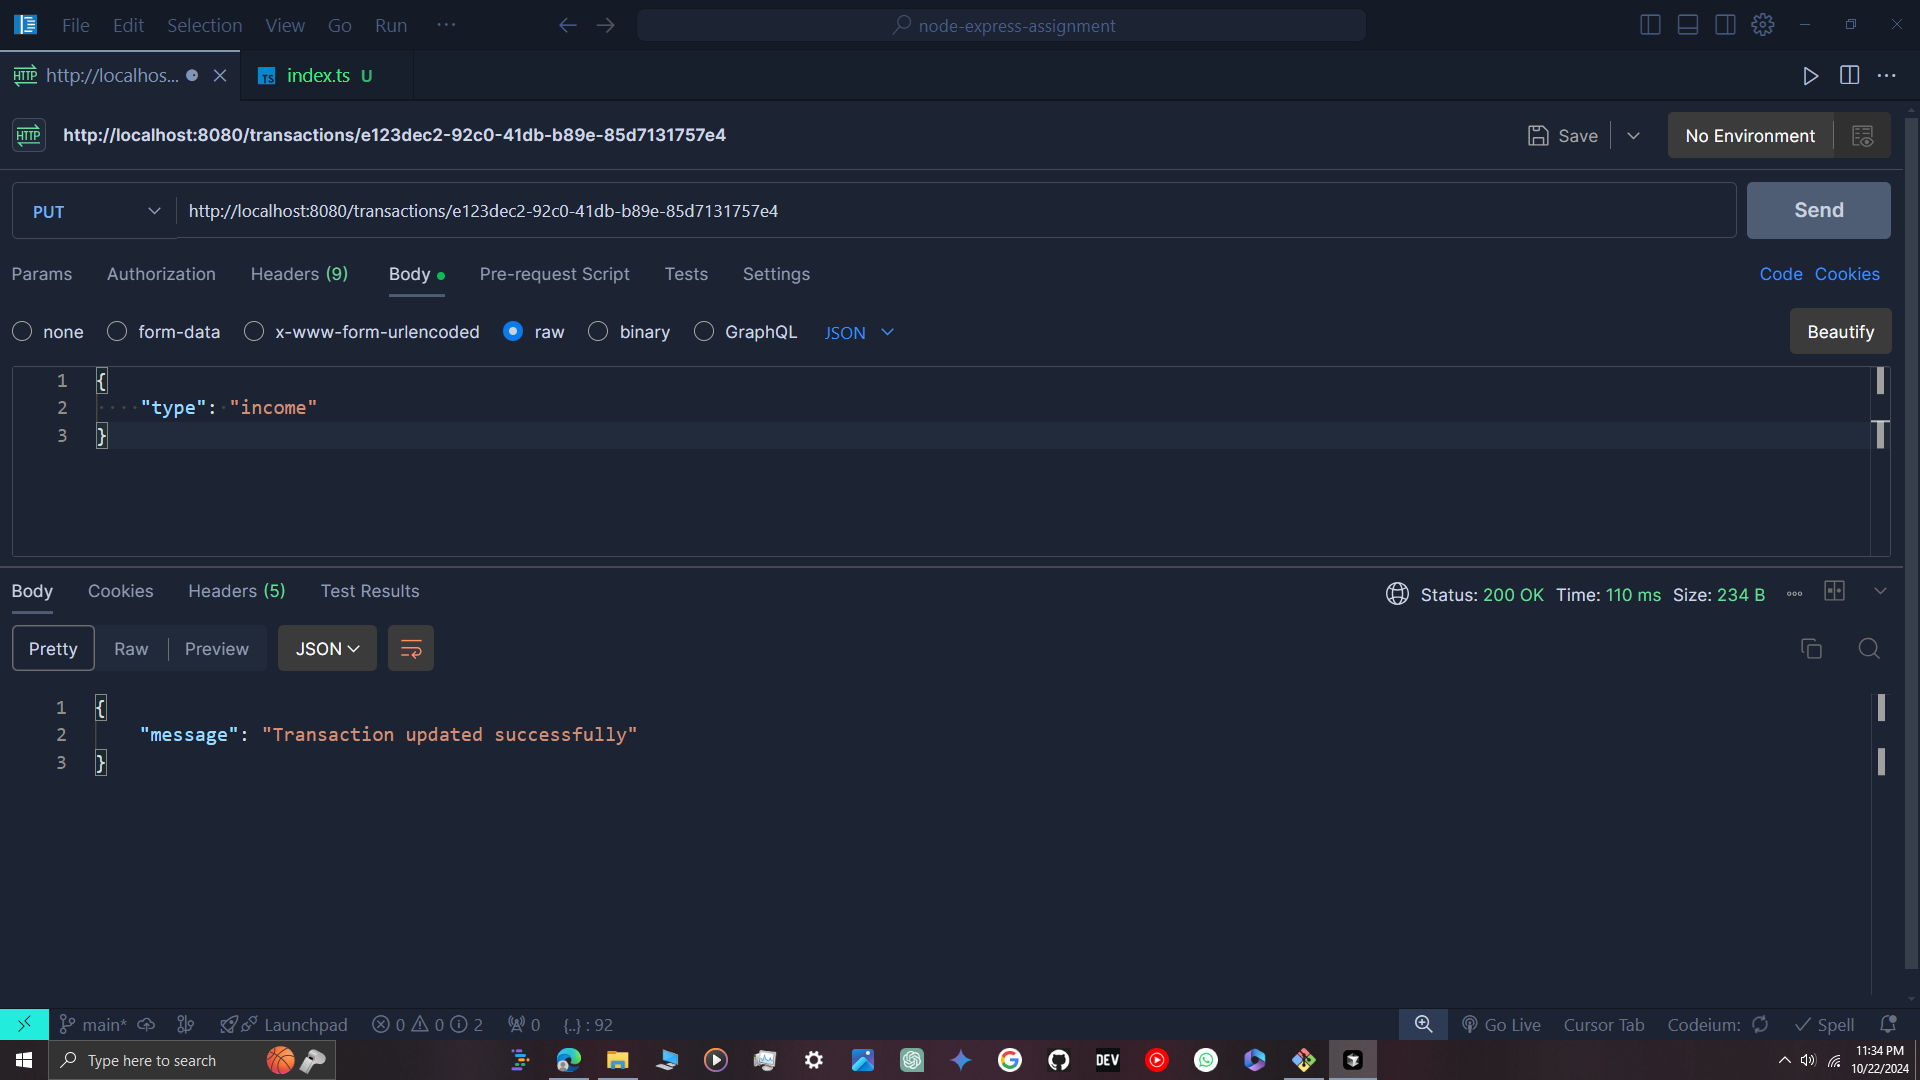 File Edit Selection View Go Run ··· node-express-assignment
HTTP http://localhos... TS index.ts U
HTTP http://localhost:8080/transactions/e123dec2-92c0-41db-b89e-85d7131757e4 Save No Environment
PUT http://localhost:8080/transactions/e123dec2-92c0-41db-b89e-85d7131757e4 Send
Params Authorization Headers (9) Body Pre-request Script Tests Settings Code Cookies
none form-data x-www-form-urlencoded raw binary GraphQL JSON Beautify
1 {
2 ····"type":·"income"
3 }
Body Cookies Headers (5) Test Results Status: 200 OK Time: 110 ms Size: 234 B
Pretty Raw Preview JSON
1 {
2 "message": "Transaction updated successfully"
3 }
main* Launchpad 0 0 2 0 {..} : 92 Go Live Cursor Tab Codeium: Spell
Type here to search DEV 11:34 PM
10/22/2024